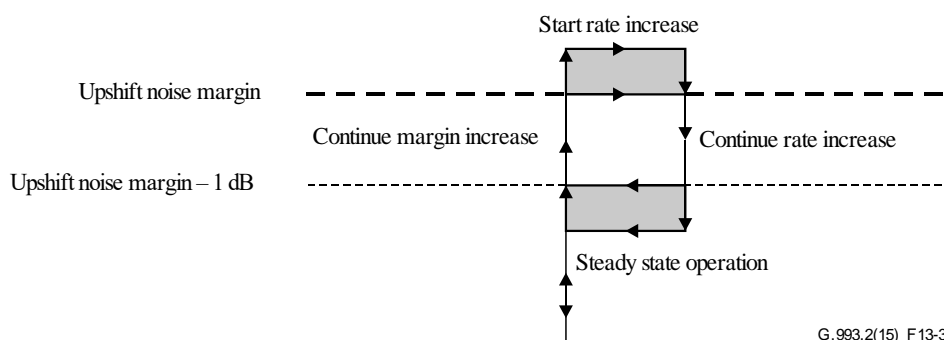 Start rate increase
Upshift noise margin
Continue margin increase
Continue rate increase
Upshift noise margin – 1 dB
Steady state operation
G.993.2(15)_F13-3